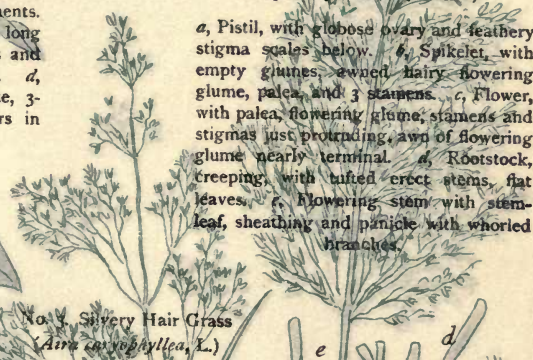 ments.
long
and
d,
e, 3-
rs in
a, Pistil, with globose ovary and feathery
stigma scales below. b, Spikelet, with
empty glumes, awned hairy flowering
glume, palea, and 3 stamens. c, Flower,
with palea, flowering glume, stamens and
stigmas just protruding, awn of flowering
glume nearly terminal. d, Rootstock,
creeping, with tufted erect stems, flat
leaves. e, Flowering stem with stem-
leaf, sheathing and panicle with whorled
branches.
No. 3. Silvery Hair Grass
(Aira caryophyllea, L.)
e
d